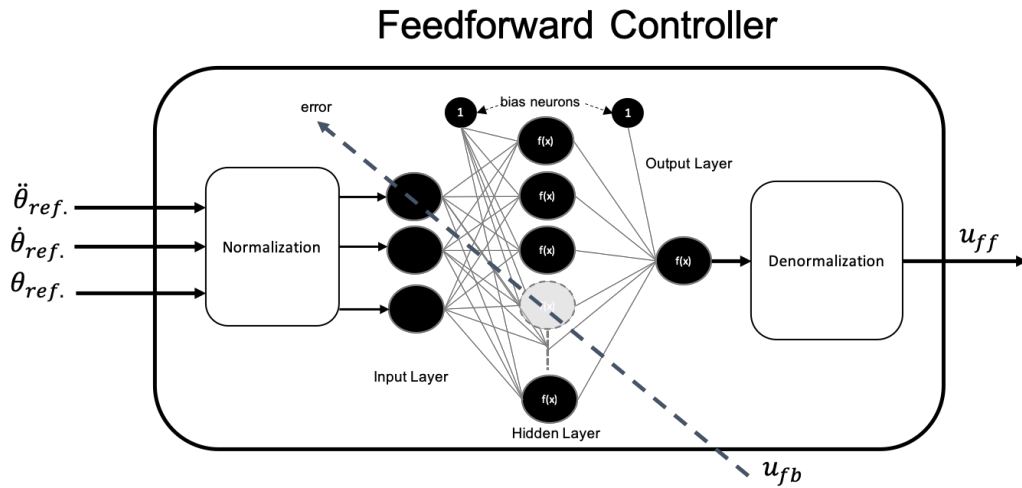 Feedforward Controller
error
1
bias neurons
1
f(x)
Output Layer
f(x)
θ̈ref.
θ̇ref.
θref.
Normalization
f(x)
f(x)
Denormalization
uff
f(x)
Input Layer
f(x)
Hidden Layer
ufb